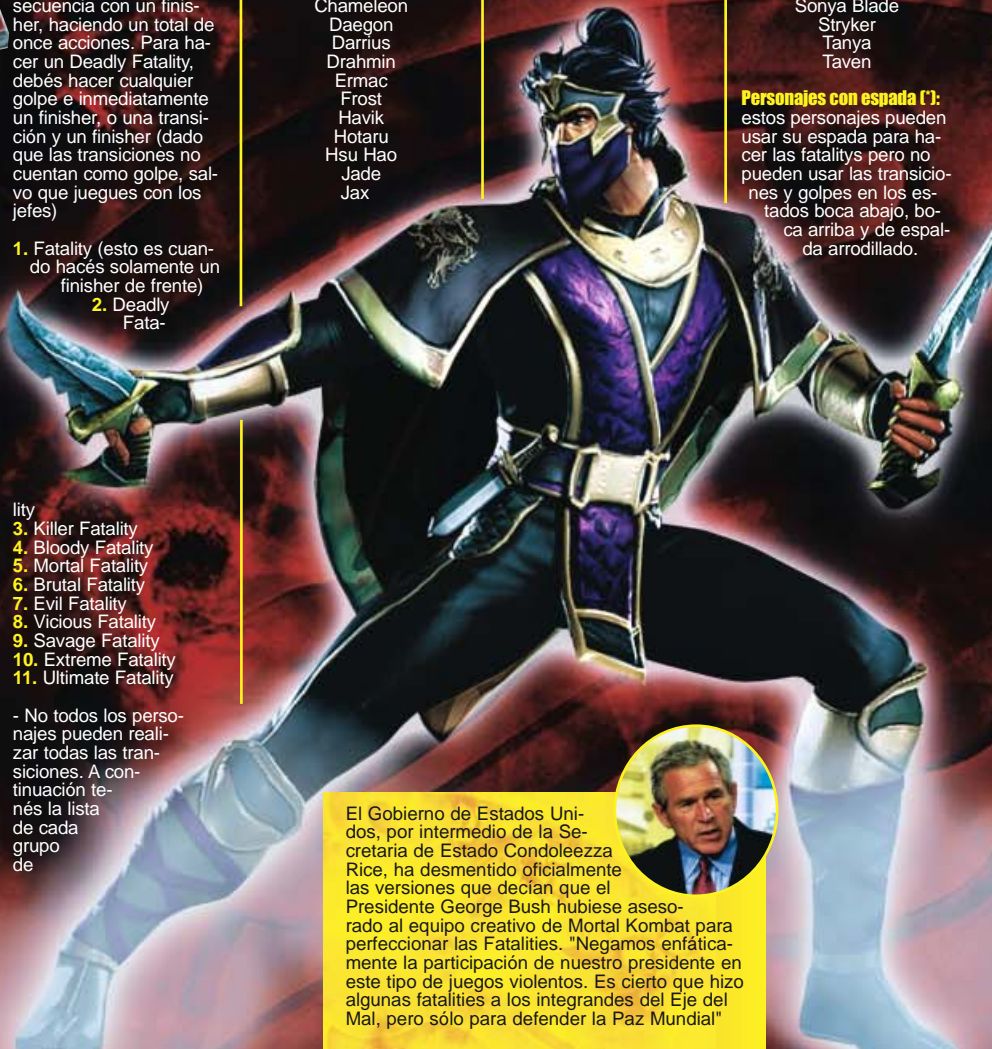 secuencia con un finis-
her, haciendo un total de
once acciones. Para ha-
cer un Deadly Fatality,
debés hacer cualquier
golpe e inmediatamente
un finisher, o una transi-
ción y un finisher (dado
que las transiciones no
cuentan como golpe, sal-
vo que juegues con los
jefes)
1. Fatality (esto es cuan-
do hacés solamente un
finisher de frente)
2. Deadly
Fata-
lity
3. Killer Fatality
4. Bloody Fatality
5. Mortal Fatality
6. Brutal Fatality
7. Evil Fatality
8. Vicious Fatality
9. Savage Fatality
10. Extreme Fatality
11. Ultimate Fatality
- No todos los perso-
najes pueden reali-
zar todas las tran-
siciones. A con-
tinuación te-
nés la lista
de cada
grupo
de
Chameleon
Daegon
Darrius
Drahmin
Ermac
Frost
Havik
Hotaru
Hsu Hao
Jade
Jax
Sonya Blade
Stryker
Tanya
Taven
Personajes con espada (*):
estos personajes pueden
usar su espada para ha-
cer las fatalitys pero no
pueden usar las transicio-
nes y golpes en los es-
tados boca abajo, bo-
ca arriba y de espal-
da arrodillado.
El Gobierno de Estados Uni-
dos, por intermedio de la Se-
cretaria de Estado Condoleezza
Rice, ha desmentido oficialmente
las versiones que decían que el
Presidente George Bush hubiese aseso-
rado al equipo creativo de Mortal Kombat para
perfeccionar las Fatalities. "Negamos enfática-
mente la participación de nuestro presidente en
este tipo de juegos violentos. Es cierto que hizo
algunas fatalities a los integrandes del Eje del
Mal, pero sólo para defender la Paz Mundial"